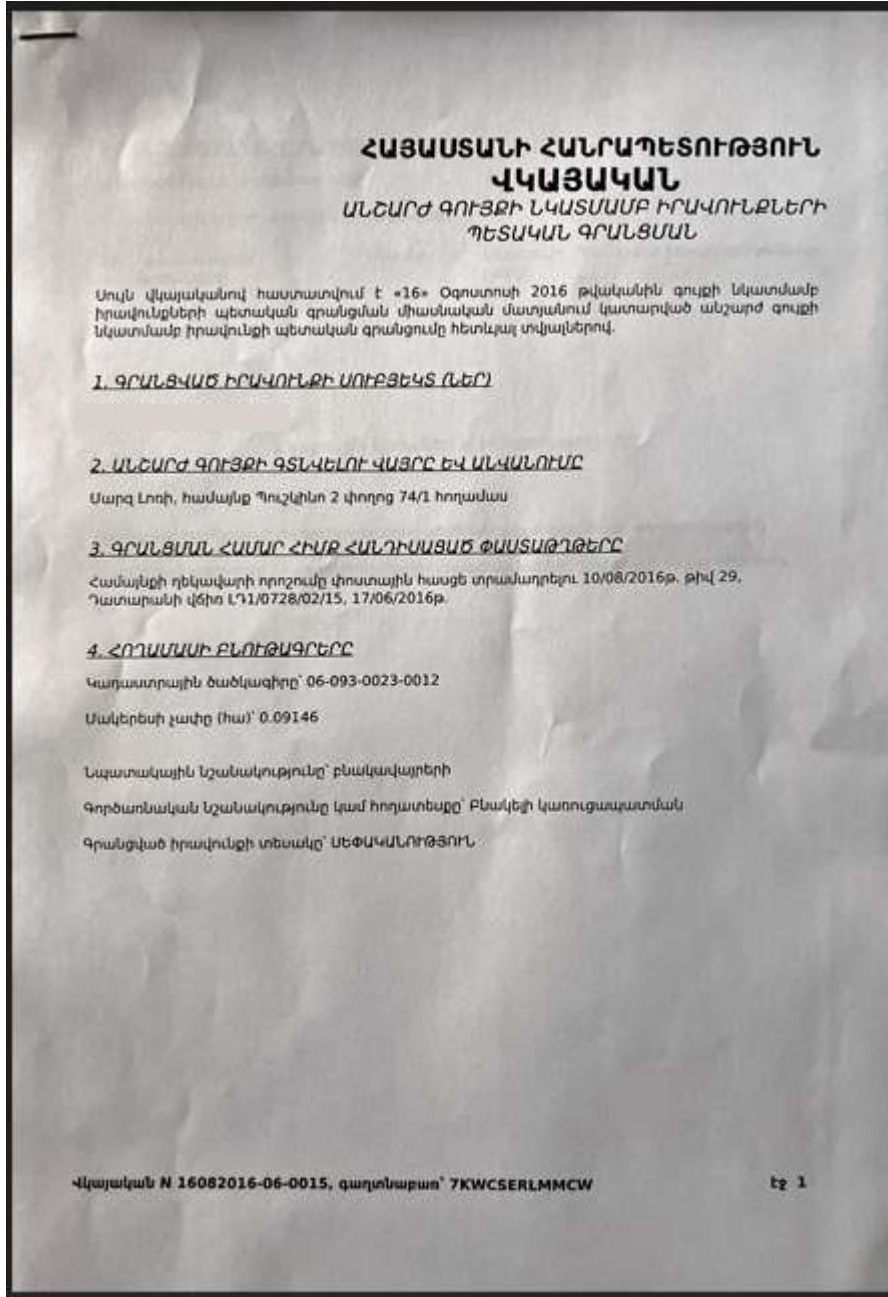 ՀԱՅԱՍՏԱՆԻ ՀԱՆՐԱՊԵՏՈՒԹՅՈՒՆ
ՎԿԱՅԱԿԱՆ
ԱՆՇԱՐԺ ԳՈՒՅՔԻ ՆԿԱՏՄԱՄԲ ԻՐԱՎՈՒՆՔՆԵՐԻ
ՊԵՏԱԿԱՆ ԳՐԱՆՑՄԱՆ
Սույն վկայականով հաստատվում է «16» Օգոստոսի 2016 թվականին գույքի նկատմամբ
իրավունքների պետական գրանցման միասնական մատյանում կատարված անշարժ գույքի
նկատմամբ իրավունքի պետական գրանցումը հետևյալ տվյալներով.
1. ԳՐԱՆՑՎԱԾ ԻՐԱՎՈՒՆՔԻ ՍՈՒԲՅԵԿՏ (ՆԵՐ)
2. ԱՆՇԱՐԺ ԳՈՒՅՔԻ ԳՏՆՎԵԼՈՒ ՎԱՅՐԸ ԵՎ ԱՆՎԱՆՈՒՄԸ
Մարզ Լոռի, համայնք Պուշկինո 2 փողոց 74/1 հողամաս
3. ԳՐԱՆՑՄԱՆ ՀԱՄԱՐ ՀԻՄՔ ՀԱՆԴԻՍԱՑԱԾ ՓԱՍՏԱԹՂԹԵՐԸ
Համայնքի ղեկավարի որոշումը փոստային հասցե տրամադրելու 10/08/2016թ. թիվ 29,
Դատարանի վճիռ ԼԴ1/0728/02/15, 17/06/2016թ.
4. ՀՈՂԱՄԱՍԻ ԲՆՈՒԹԱԳՐԵՐԸ
Կադաստրային ծածկագիրը՝ 06-093-0023-0012
Մակերեսի չափը (հա)՝ 0.09146
Նպատակային նշանակությունը՝ բնակավայրերի
Գործառնական նշանակությունը կամ հողատեսքը՝ Բնակելի կառուցապատման
Գրանցված իրավունքի տեսակը՝ ՍԵՓԱԿԱՆՈՒԹՅՈՒՆ
Վկայական N 16082016-06-0015, գաղտնաբառ՝ 7KWCSERLMMCW էջ 1